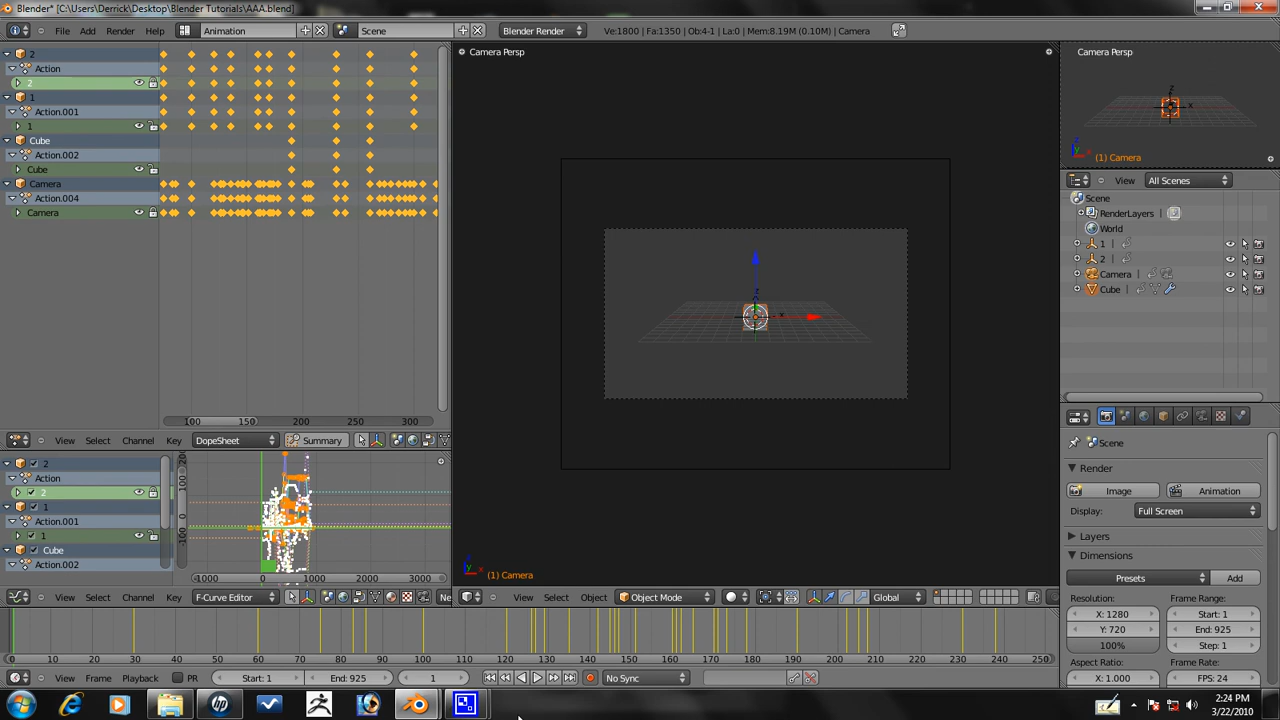 Blender* [C:\Users\Derrick\Desktop\Blender Tutorials\AAA.blend]
File Add Render Help Animation Scene Blender Render Ve:1800 | Fa:1350 | Ob:4-1 | La:0 | Mem:8.19M (0.10M) | Camera
2
Action
2
1
Action.001
1
Cube
Action.002
Cube
Camera
Action.004
Camera
100 150 200 250 300
View Select Channel Key DopeSheet Summary
2
Action
2
1
Action.001
1
Cube
Action.002
-1000 0 1000 2000 3000
View Select Channel Key F-Curve Editor
Camera Persp
(1) Camera
View Select Object Object Mode Global
Camera Persp
(1) Camera
View All Scenes
Scene
RenderLayers
World
1
2
Camera
Cube
Scene
Render
Image Animation
Display: Full Screen
Layers
Dimensions
Presets Add
Resolution: Frame Range:
X: 1280 Start: 1
Y: 720 End: 925
100% Step: 1
Aspect Ratio: Frame Rate:
X: 1.000 FPS: 24
0 10 20 30 40 50 60 70 80 90 100 110 120 130 140 150 160 170 180 190 200 210 220 230 240 250
View Frame Playback PR Start: 1 End: 925 1 No Sync
2:24 PM
3/22/2010